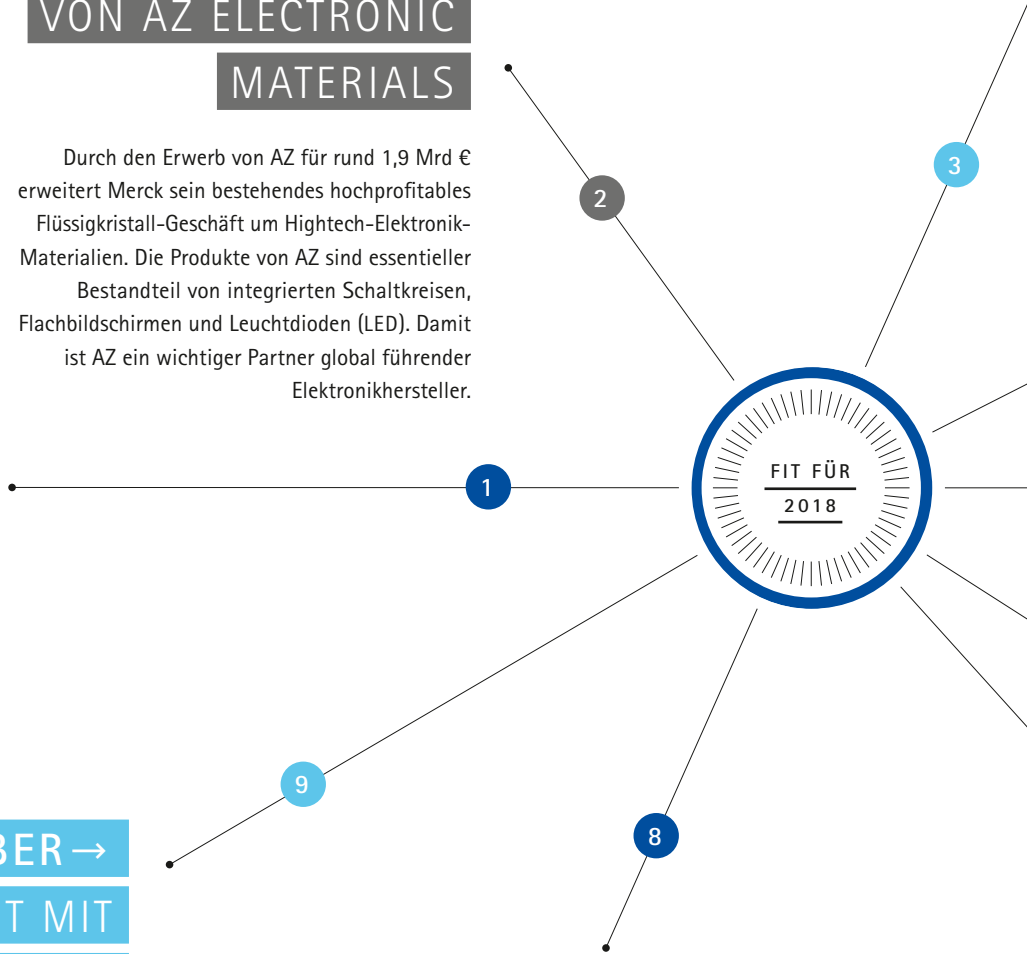 VON AZ ELECTRONIC
MATERIALS
Durch den Erwerb von AZ für rund 1,9 Mrd €
erweitert Merck sein bestehendes hochprofitables
Flüssigkristall-Geschäft um Hightech-Elektronik-
Materialien. Die Produkte von AZ sind essentieller
Bestandteil von integrierten Schaltkreisen,
Flachbildschirmen und Leuchtdioden (LED). Damit
ist AZ ein wichtiger Partner global führender
Elektronikhersteller.
2
3
1
FIT FÜR
2018
9
8
MIT